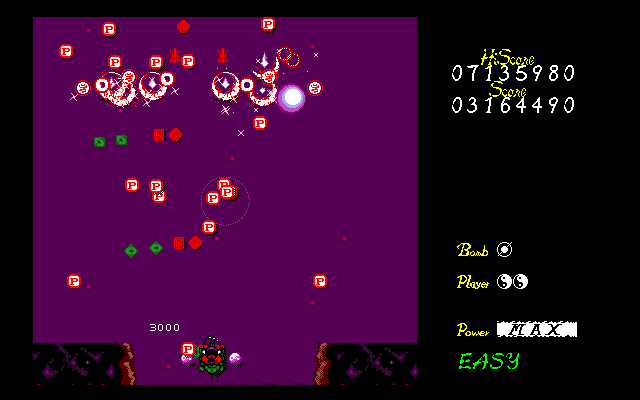 HiScore
07135980
Score
03164490
P P
P
P P P
P
P P P
P P
P
P P
Bomb
Player
3000
Power MAX
P
EASY